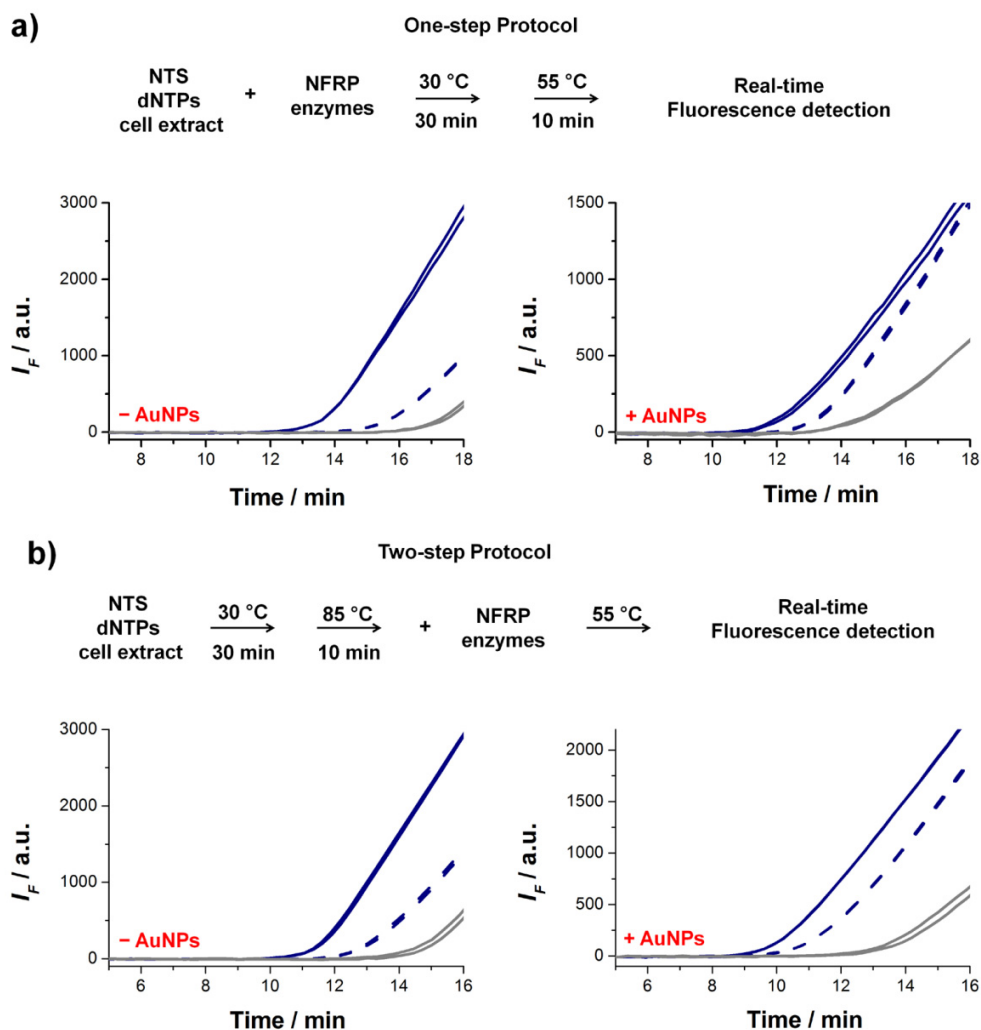 a)
One-step Protocol
NTS
dNTPs
cell extract
+
NFRP
enzymes
30 °C
30 min
55 °C
10 min
Real-time
Fluorescence detection
3000
2000
1000
0
I_F / a.u.
– AuNPs
8 10 12 14 16 18
Time / min
1500
1000
500
0
I_F / a.u.
+ AuNPs
8 10 12 14 16 18
Time / min
b)
Two-step Protocol
NTS
dNTPs
cell extract
30 °C
30 min
85 °C
10 min
+
NFRP
enzymes
55 °C
Real-time
Fluorescence detection
3000
2000
1000
0
I_F / a.u.
– AuNPs
6 8 10 12 14 16
Time / min
2000
1500
1000
500
0
I_F / a.u.
+ AuNPs
6 8 10 12 14 16
Time / min